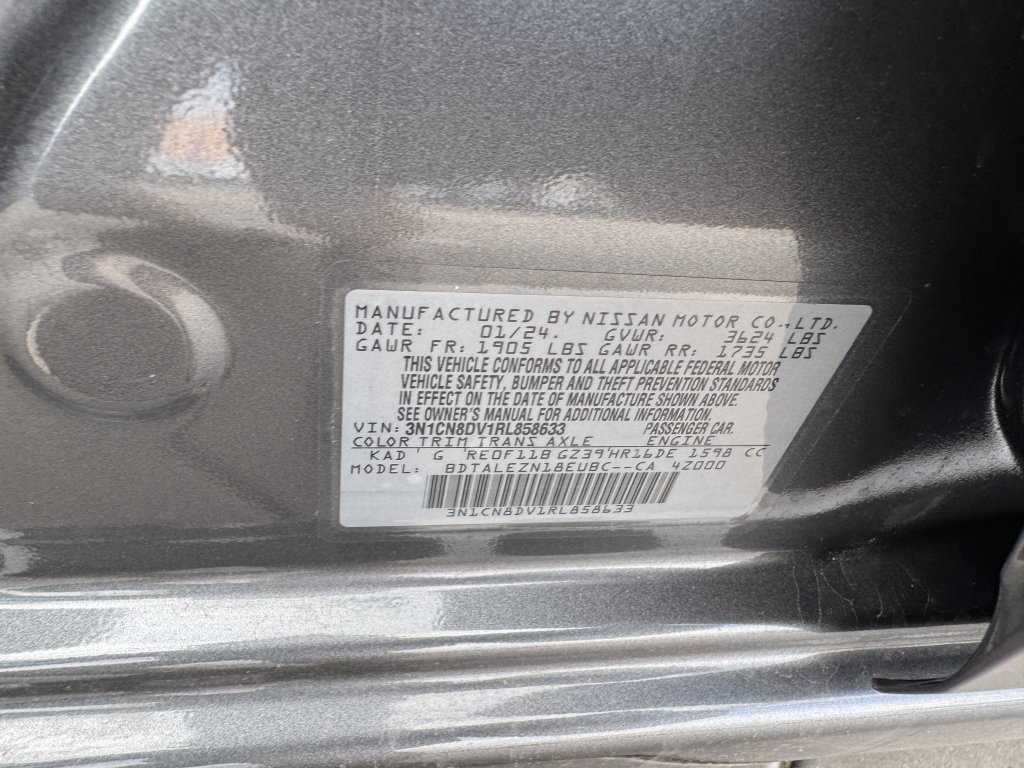 MANUFACTURED BY NISSAN MOTOR CO.,LTD.
DATE: 01/24. GVWR: 3624 LBS
GAWR FR: 1905 LBS GAWR RR: 1735 LBS
THIS VEHICLE CONFORMS TO ALL APPLICABLE FEDERAL MOTOR
VEHICLE SAFETY, BUMPER AND THEFT PREVENTION STANDARDS
IN EFFECT ON THE DATE OF MANUFACTURE SHOWN ABOVE.
SEE OWNER'S MANUAL FOR ADDITIONAL INFORMATION.
VIN: 3N1CN8DV1RL858633 PASSENGER CAR.
COLOR TRIM TRANS AXLE ENGINE
KAD ' G 'RE0F11B GZ39'HR16DE 1598 CC
MODEL: BDTALEZN18EUBC--CA 4Z000
3N1CN8DV1RL858633